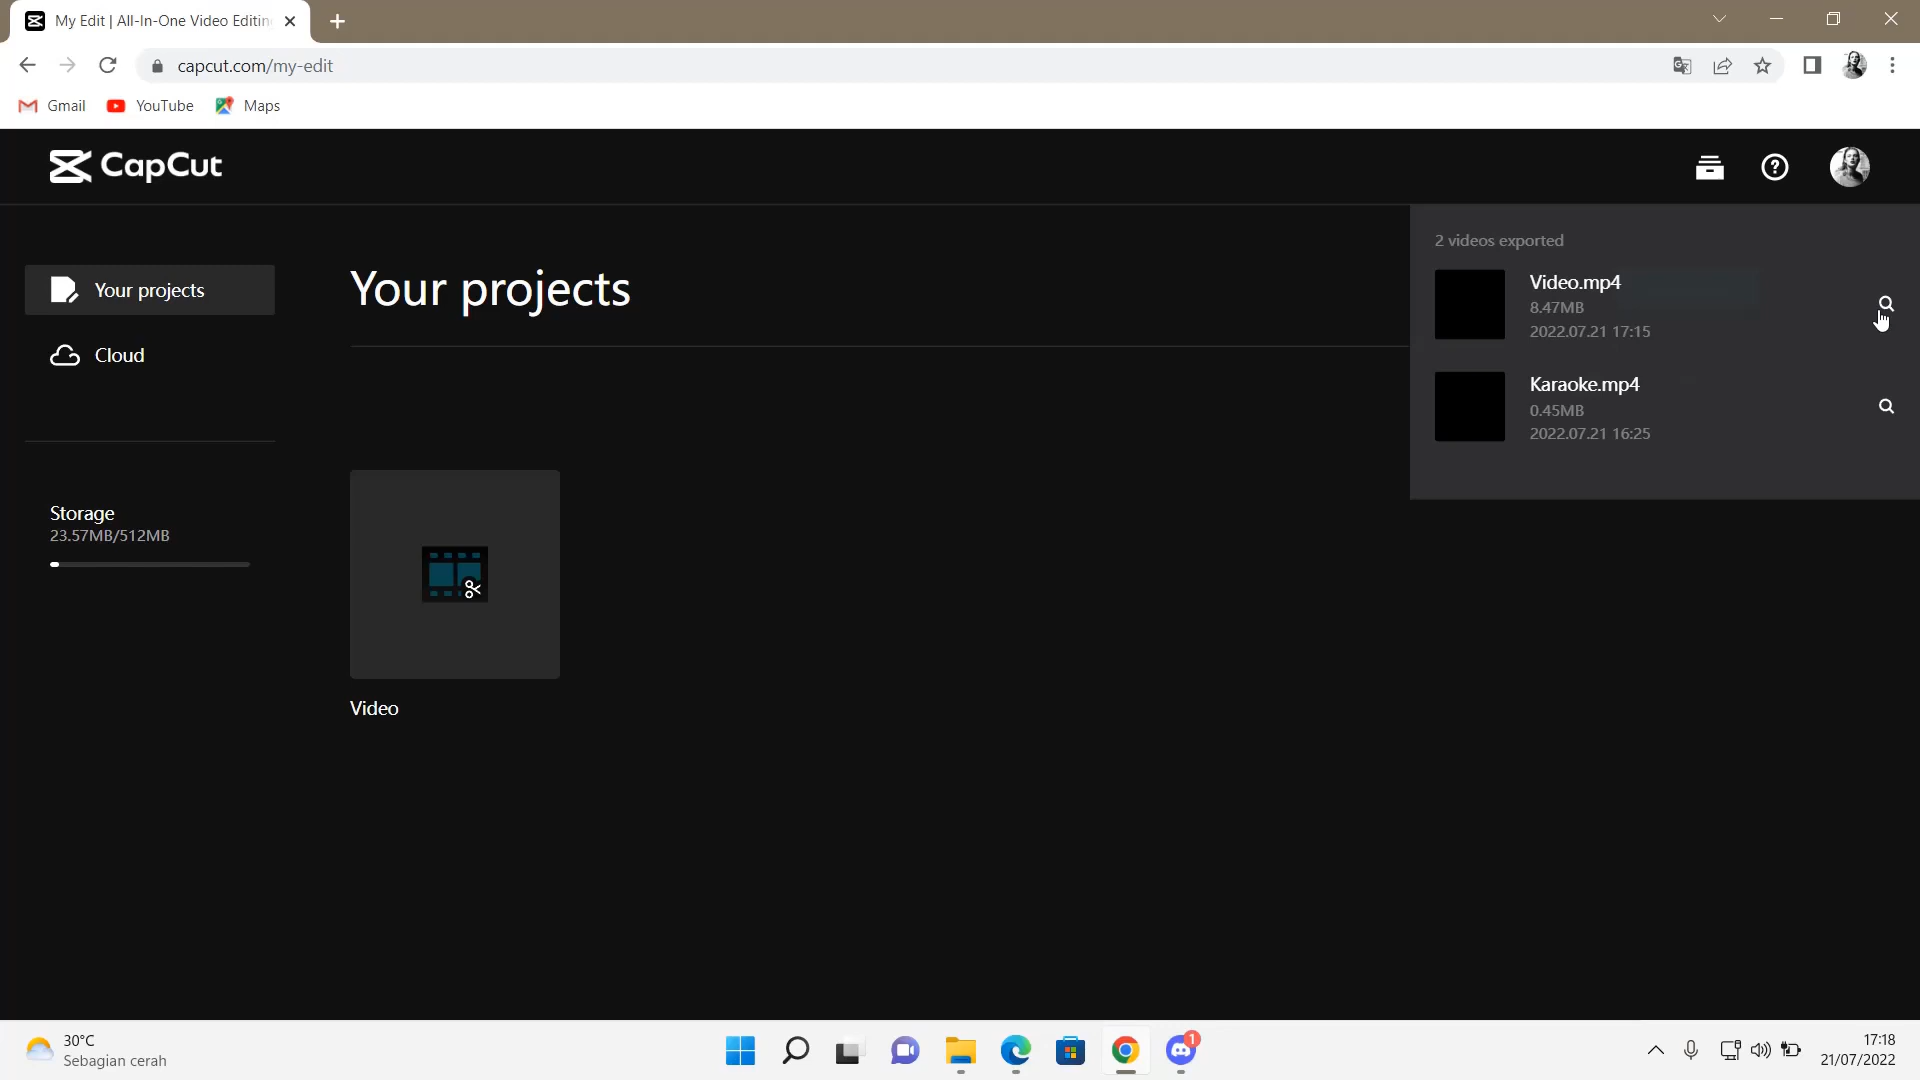 My Edit | All-In-One Video Editin
capcut.com/my-edit
Gmail
YouTube
Maps
CapCut
2 videos exported
Video.mp4
8.47MB
2022.07.21 17:15
Karaoke.mp4
0.45MB
2022.07.21 16:25
Your projects
Cloud
Storage
23.57MB/512MB
Your projects
Video
30°C
Sebagian cerah
1
17:18
21/07/2022